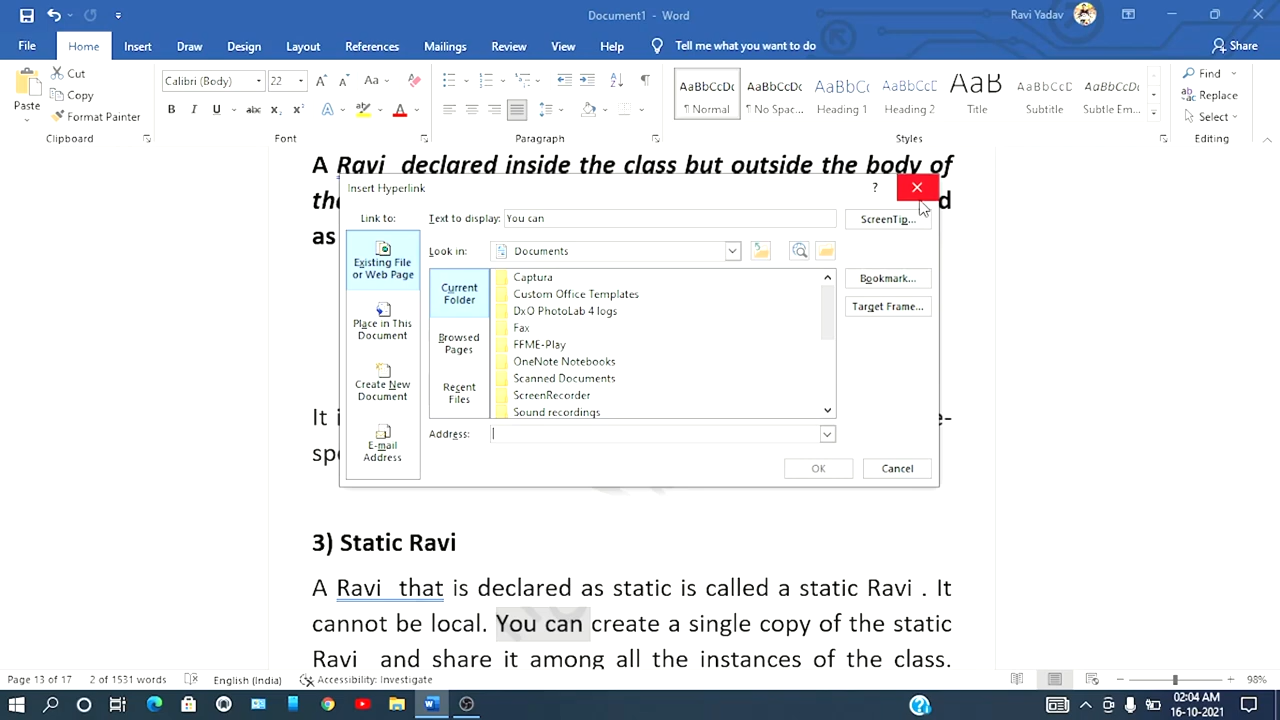 Document1 - Word
Ravi Yadav
File Home Insert Draw Design Layout References Mailings Review View Help Tell me what you want to do Share
Paste
Cut
Copy
Format Painter
Clipboard
Calibri (Body) 22
Font
Paragraph
AaBbCcDc AaBbCcDc AaBbCc AaBbCcC AaB AaBbCcD AaBbCcDc
¶ Normal ¶ No Spac... Heading 1 Heading 2 Title Subtitle Subtle Em...
Styles
Find
Replace
Select
Editing
A Ravi declared inside the class but outside the body of
the
d
as
Insert Hyperlink
Link to:
Text to display: You can
ScreenTip...
Existing File or Web Page
Look in: Documents
Current Folder
Captura
Custom Office Templates
DxO PhotoLab 4 logs
Fax
FFME-Play
OneNote Notebooks
Scanned Documents
ScreenRecorder
Sound recordings
Bookmark...
Target Frame...
Place in This Document
Browsed Pages
Create New Document
Recent Files
E-mail Address
Address:
OK Cancel
It i
e-
spe
3) Static Ravi
A Ravi that is declared as static is called a static Ravi . It
cannot be local. You can create a single copy of the static
Ravi and share it among all the instances of the class.
Page 13 of 17 2 of 1531 words English (India) Accessibility: Investigate 98%
02:04 AM
16-10-2021